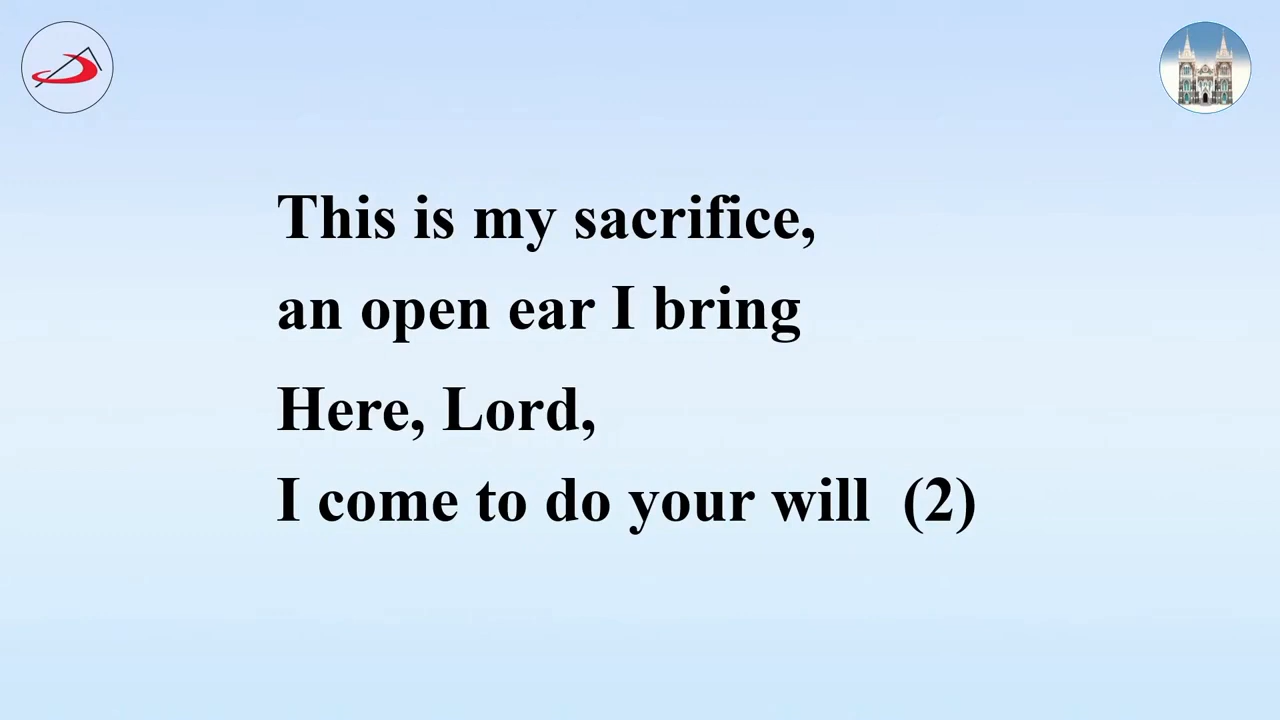 This is my sacrifice,
an open ear I bring
Here, Lord,
I come to do your will (2)